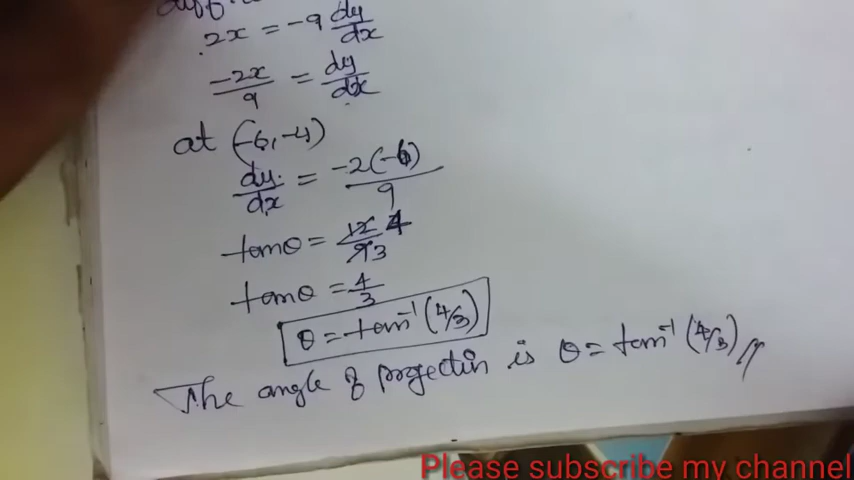 2x = -9 dy/dx
-2x/9 = dy/dx
at (-6, -4)
dy/dx = -2(-6)/9
tanθ = 12/9 4/3
tanθ = 4/3
θ = tan⁻¹(4/3)
The angle of projectin is θ = tan⁻¹(4/3)//
Please subscribe my channel